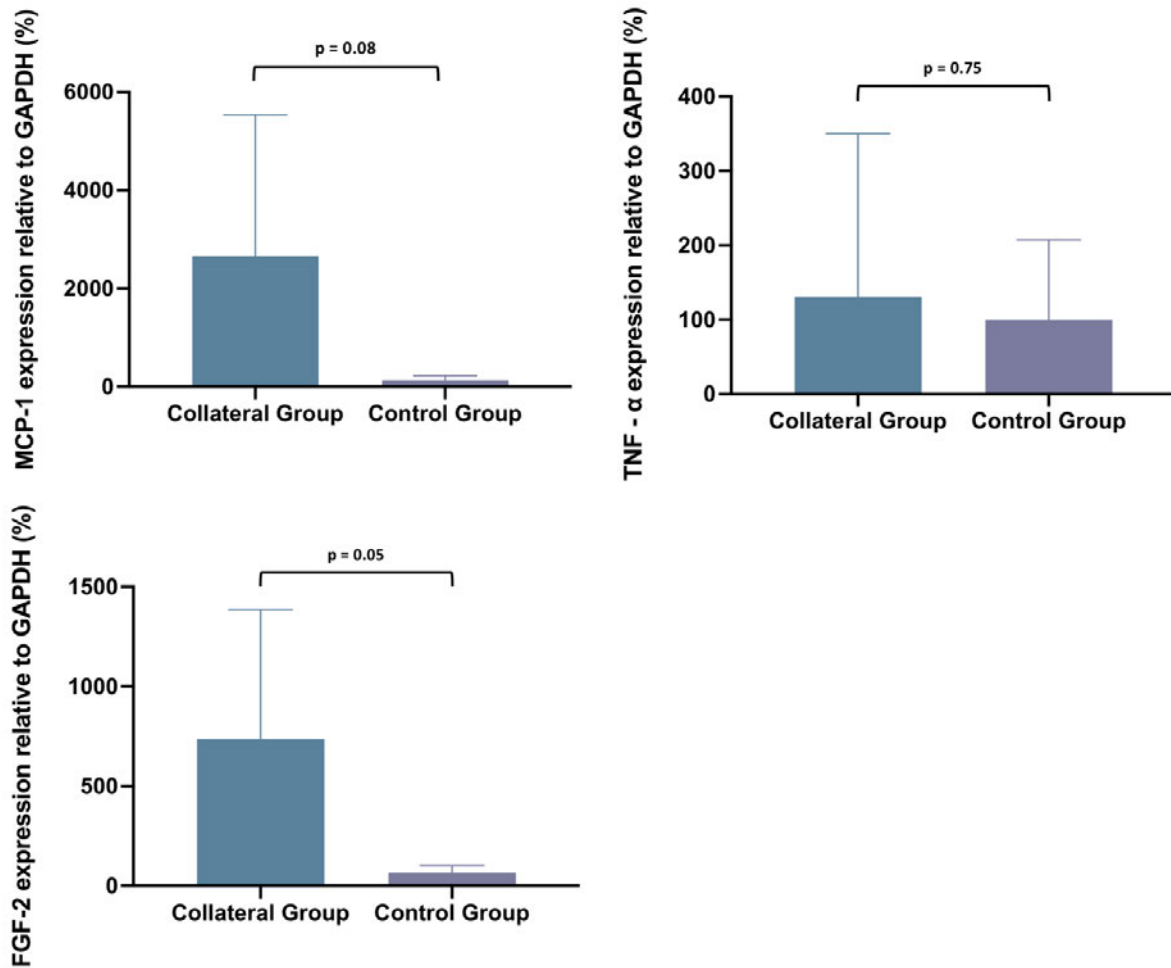 MCP-1 expression relative to GAPDH (%)
p = 0.08
6000
4000
2000
0
Collateral Group
Control Group
TNF - α expression relative to GAPDH (%)
p = 0.75
400
300
200
100
0
Collateral Group
Control Group
FGF-2 expression relative to GAPDH (%)
p = 0.05
1500
1000
500
0
Collateral Group
Control Group